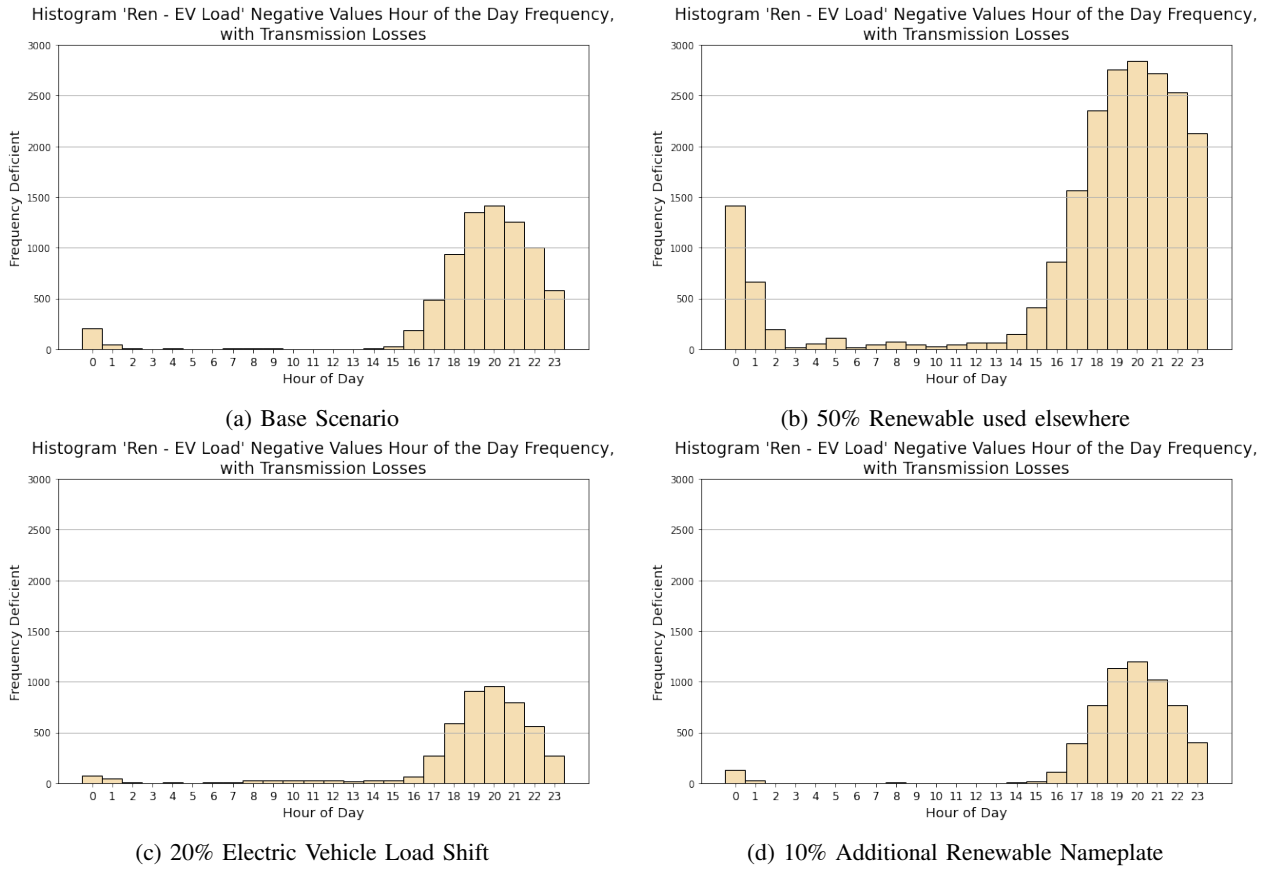 Histogram 'Ren - EV Load' Negative Values Hour of the Day Frequency,
with Transmission Losses
Frequency Deficient
3000
2500
2000
1500
1000
500
0
0 1 2 3 4 5 6 7 8 9 10 11 12 13 14 15 16 17 18 19 20 21 22 23
Hour of Day
(a) Base Scenario
Histogram 'Ren - EV Load' Negative Values Hour of the Day Frequency,
with Transmission Losses
Frequency Deficient
3000
2500
2000
1500
1000
500
0
0 1 2 3 4 5 6 7 8 9 10 11 12 13 14 15 16 17 18 19 20 21 22 23
Hour of Day
(b) 50% Renewable used elsewhere
Histogram 'Ren - EV Load' Negative Values Hour of the Day Frequency,
with Transmission Losses
Frequency Deficient
3000
2500
2000
1500
1000
500
0
0 1 2 3 4 5 6 7 8 9 10 11 12 13 14 15 16 17 18 19 20 21 22 23
Hour of Day
(c) 20% Electric Vehicle Load Shift
Histogram 'Ren - EV Load' Negative Values Hour of the Day Frequency,
with Transmission Losses
Frequency Deficient
3000
2500
2000
1500
1000
500
0
0 1 2 3 4 5 6 7 8 9 10 11 12 13 14 15 16 17 18 19 20 21 22 23
Hour of Day
(d) 10% Additional Renewable Nameplate